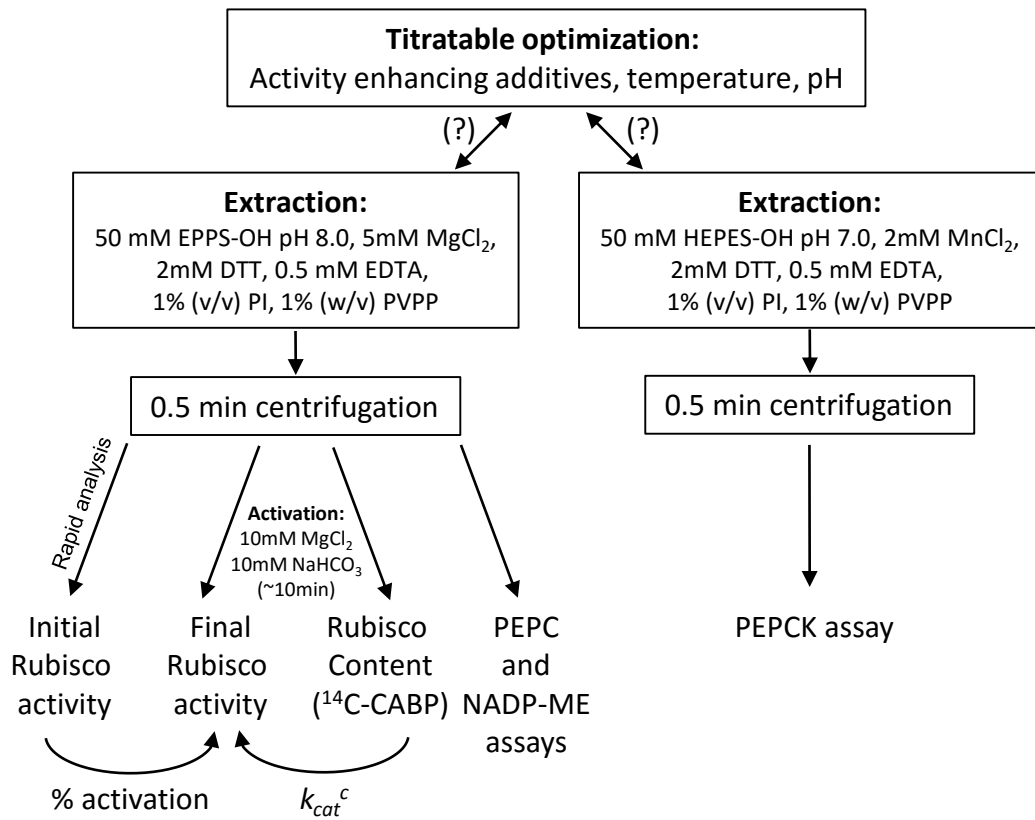 Titratable optimization:
Activity enhancing additives, temperature, pH
(?)
(?)
Extraction:
50 mM EPPS-OH pH 8.0, 5mM MgCl₂,
2mM DTT, 0.5 mM EDTA,
1% (v/v) PI, 1% (w/v) PVPP
Extraction:
50 mM HEPES-OH pH 7.0, 2mM MnCl₂,
2mM DTT, 0.5 mM EDTA,
1% (v/v) PI, 1% (w/v) PVPP
0.5 min centrifugation
0.5 min centrifugation
Rapid analysis
Activation:
10mM MgCl₂
10mM NaHCO₃
(~10min)
Initial
Rubisco
activity
Final
Rubisco
activity
Rubisco
Content
(¹⁴C-CABP)
PEPC
and
NADP-ME
assays
PEPCK assay
% activation
k_cat^c